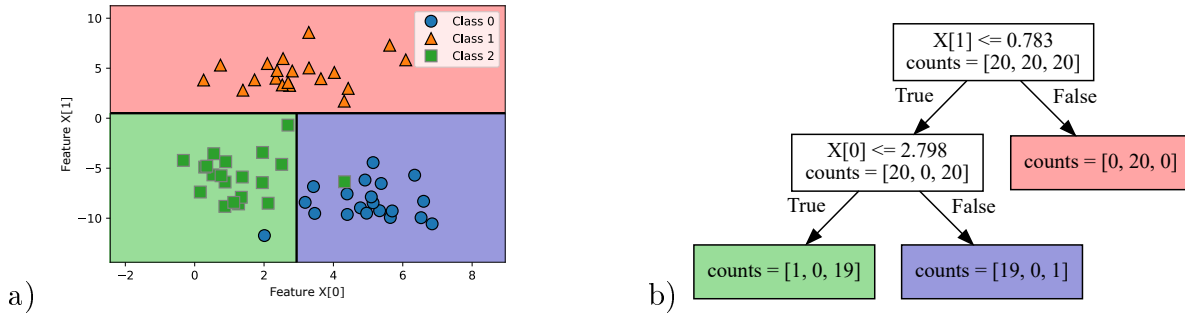 a)
Feature X[1]
10
5
0
−5
−10
Class 0
Class 1
Class 2
−2
0
2
4
6
8
Feature X[0]
b)
X[1] <= 0.783
counts = [20, 20, 20]
True
False
X[0] <= 2.798
counts = [20, 0, 20]
counts = [0, 20, 0]
True
False
counts = [1, 0, 19]
counts = [19, 0, 1]